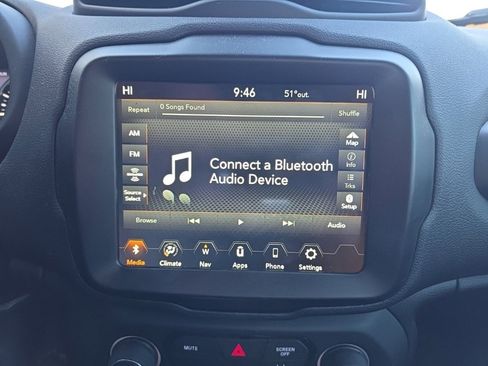 HI 9:46 51°out. HI
Repeat 0 Songs Found Shuffle
AM Map
FM Info
Connect a Bluetooth
Audio Device
Trks
Source
Select Setup
Browse Audio
W
Media Climate Nav Apps Phone Settings
MUTE SCREEN
OFF